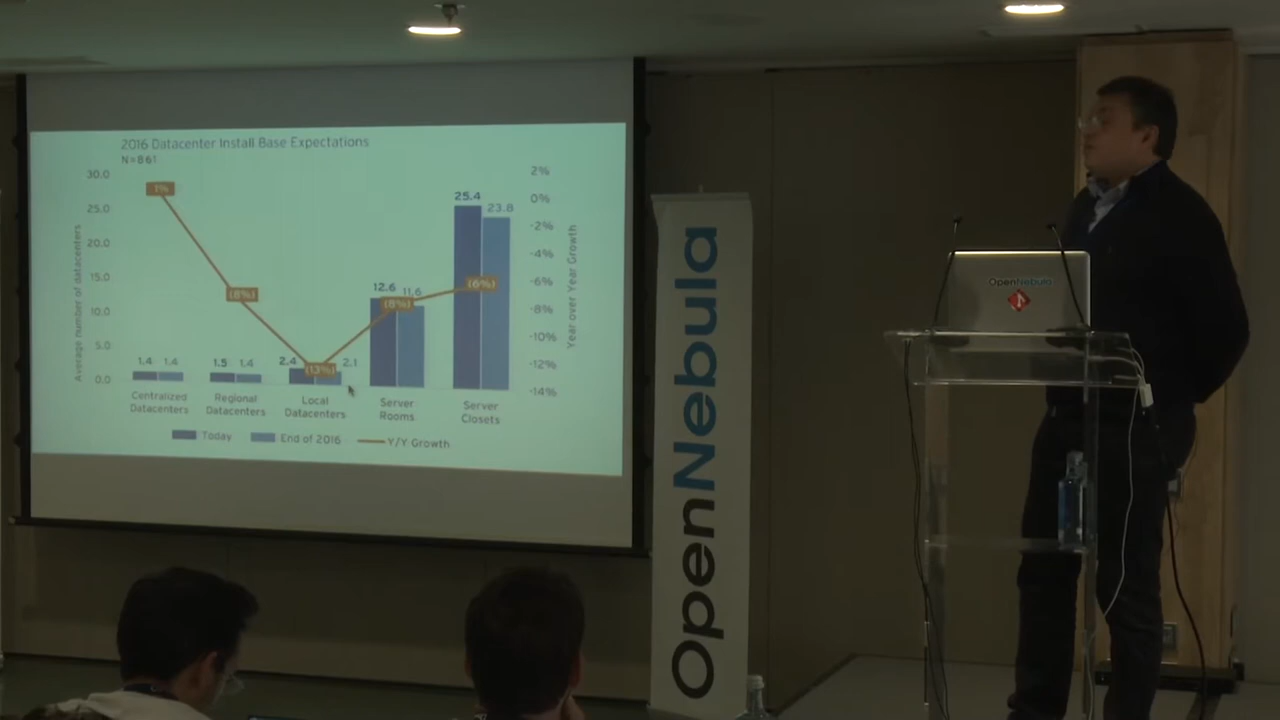 2016 Datacenter Install Base Expectations
N=861
30.0
25.0
20.0
15.0
10.0
5.0
0.0
Average number of datacenters
2%
0%
-2%
-4%
-6%
-8%
-10%
-12%
-14%
Year over Year Growth
1%
(8%)
(13%)
(8%)
(6%)
1.4 1.4
1.5 1.4
2.4 2.1
12.6 11.6
25.4 23.8
Centralized Datacenters
Regional Datacenters
Local Datacenters
Server Rooms
Server Closets
Today End of 2016 Y/Y Growth
OpenNebula
OpenNebula